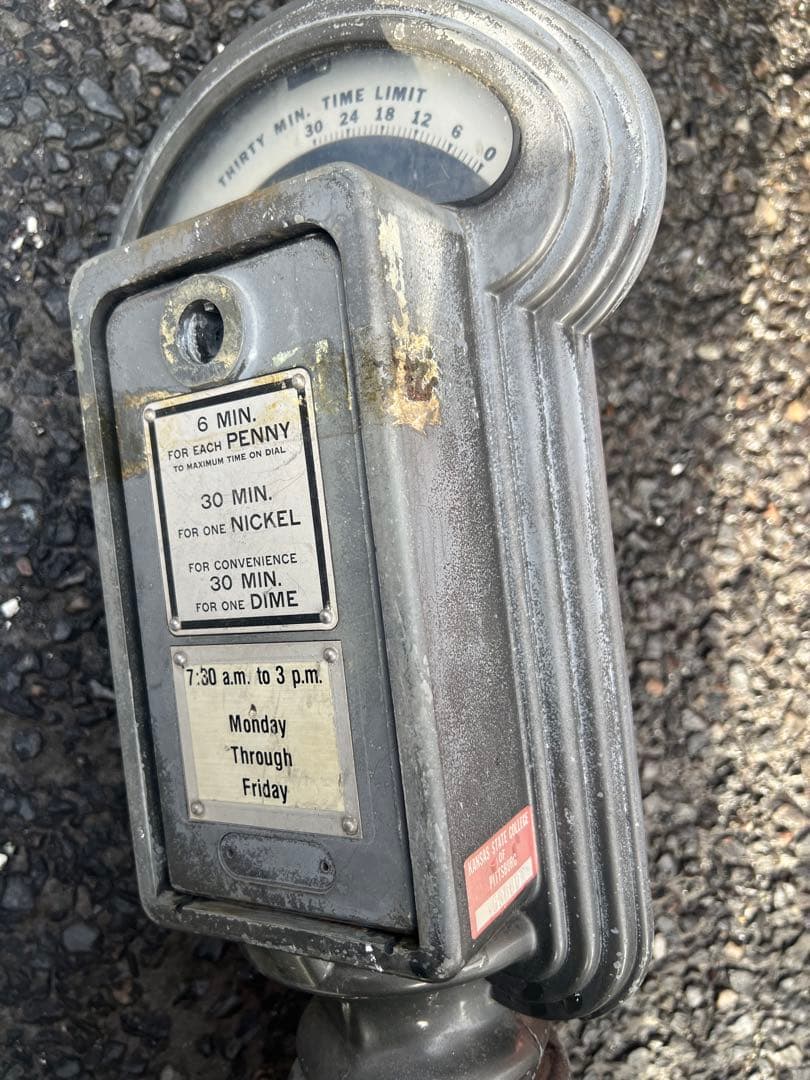 THIRTY MIN. TIME LIMIT
30 24 18 12 6 0
6 MIN.
FOR EACH PENNY
TO MAXIMUM TIME ON DIAL
30 MIN.
FOR ONE NICKEL
FOR CONVENIENCE
30 MIN.
FOR ONE DIME
7:30 a.m. to 3 p.m.
Monday
Through
Friday
KANSAS STATE COLLEGE
OF
PITTSBURG